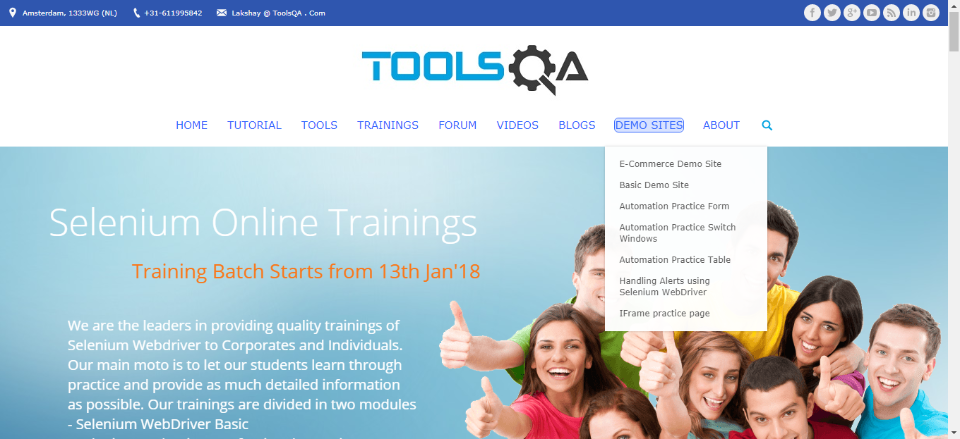 Amsterdam, 1333WG (NL) +31-611995842 Lakshay @ ToolsQA . Com
TOOLSQA
HOME TUTORIAL TOOLS TRAININGS FORUM VIDEOS BLOGS DEMO SITES ABOUT
E-Commerce Demo Site
Basic Demo Site
Automation Practice Form
Automation Practice Switch
Windows
Automation Practice Table
Handling Alerts using
Selenium WebDriver
IFrame practice page
Selenium Online Trainings
Training Batch Starts from 13th Jan'18
We are the leaders in providing quality trainings of
Selenium Webdriver to Corporates and Individuals.
Our main moto is to let our students learn through
practice and provide as much detailed information
as possible. Our trainings are divided in two modules
- Selenium WebDriver Basic